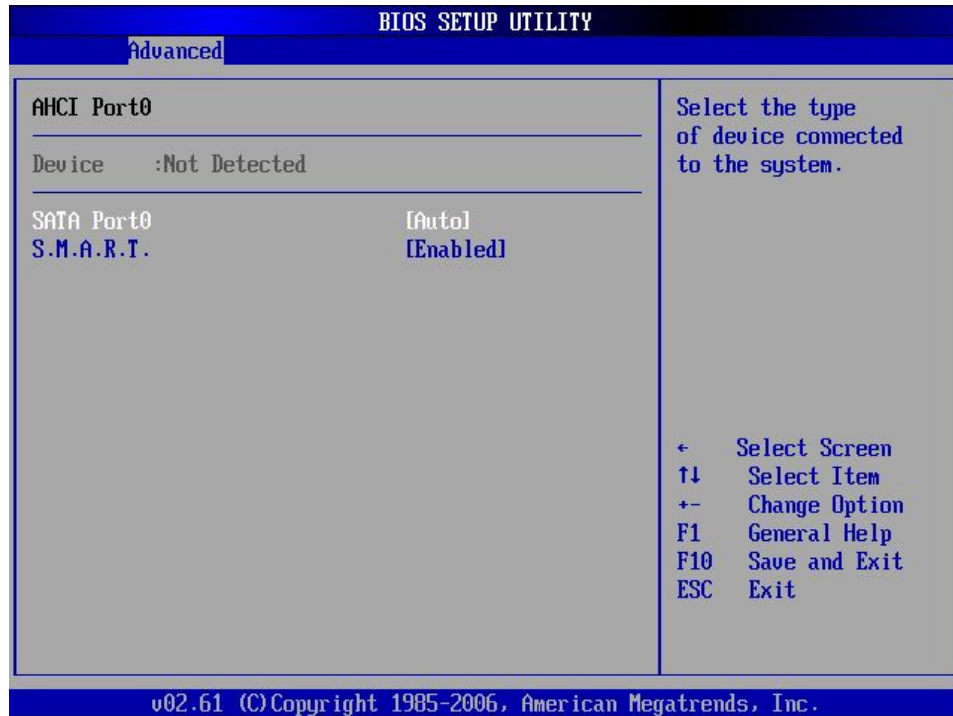 BIOS SETUP UTILITY
Advanced
AHCI Port0
Device :Not Detected
SATA Port0 [Auto]
S.M.A.R.T. [Enabled]
Select the type
of device connected
to the system.
← Select Screen
↑↓ Select Item
+- Change Option
F1 General Help
F10 Save and Exit
ESC Exit
v02.61 (C)Copyright 1985-2006, American Megatrends, Inc.